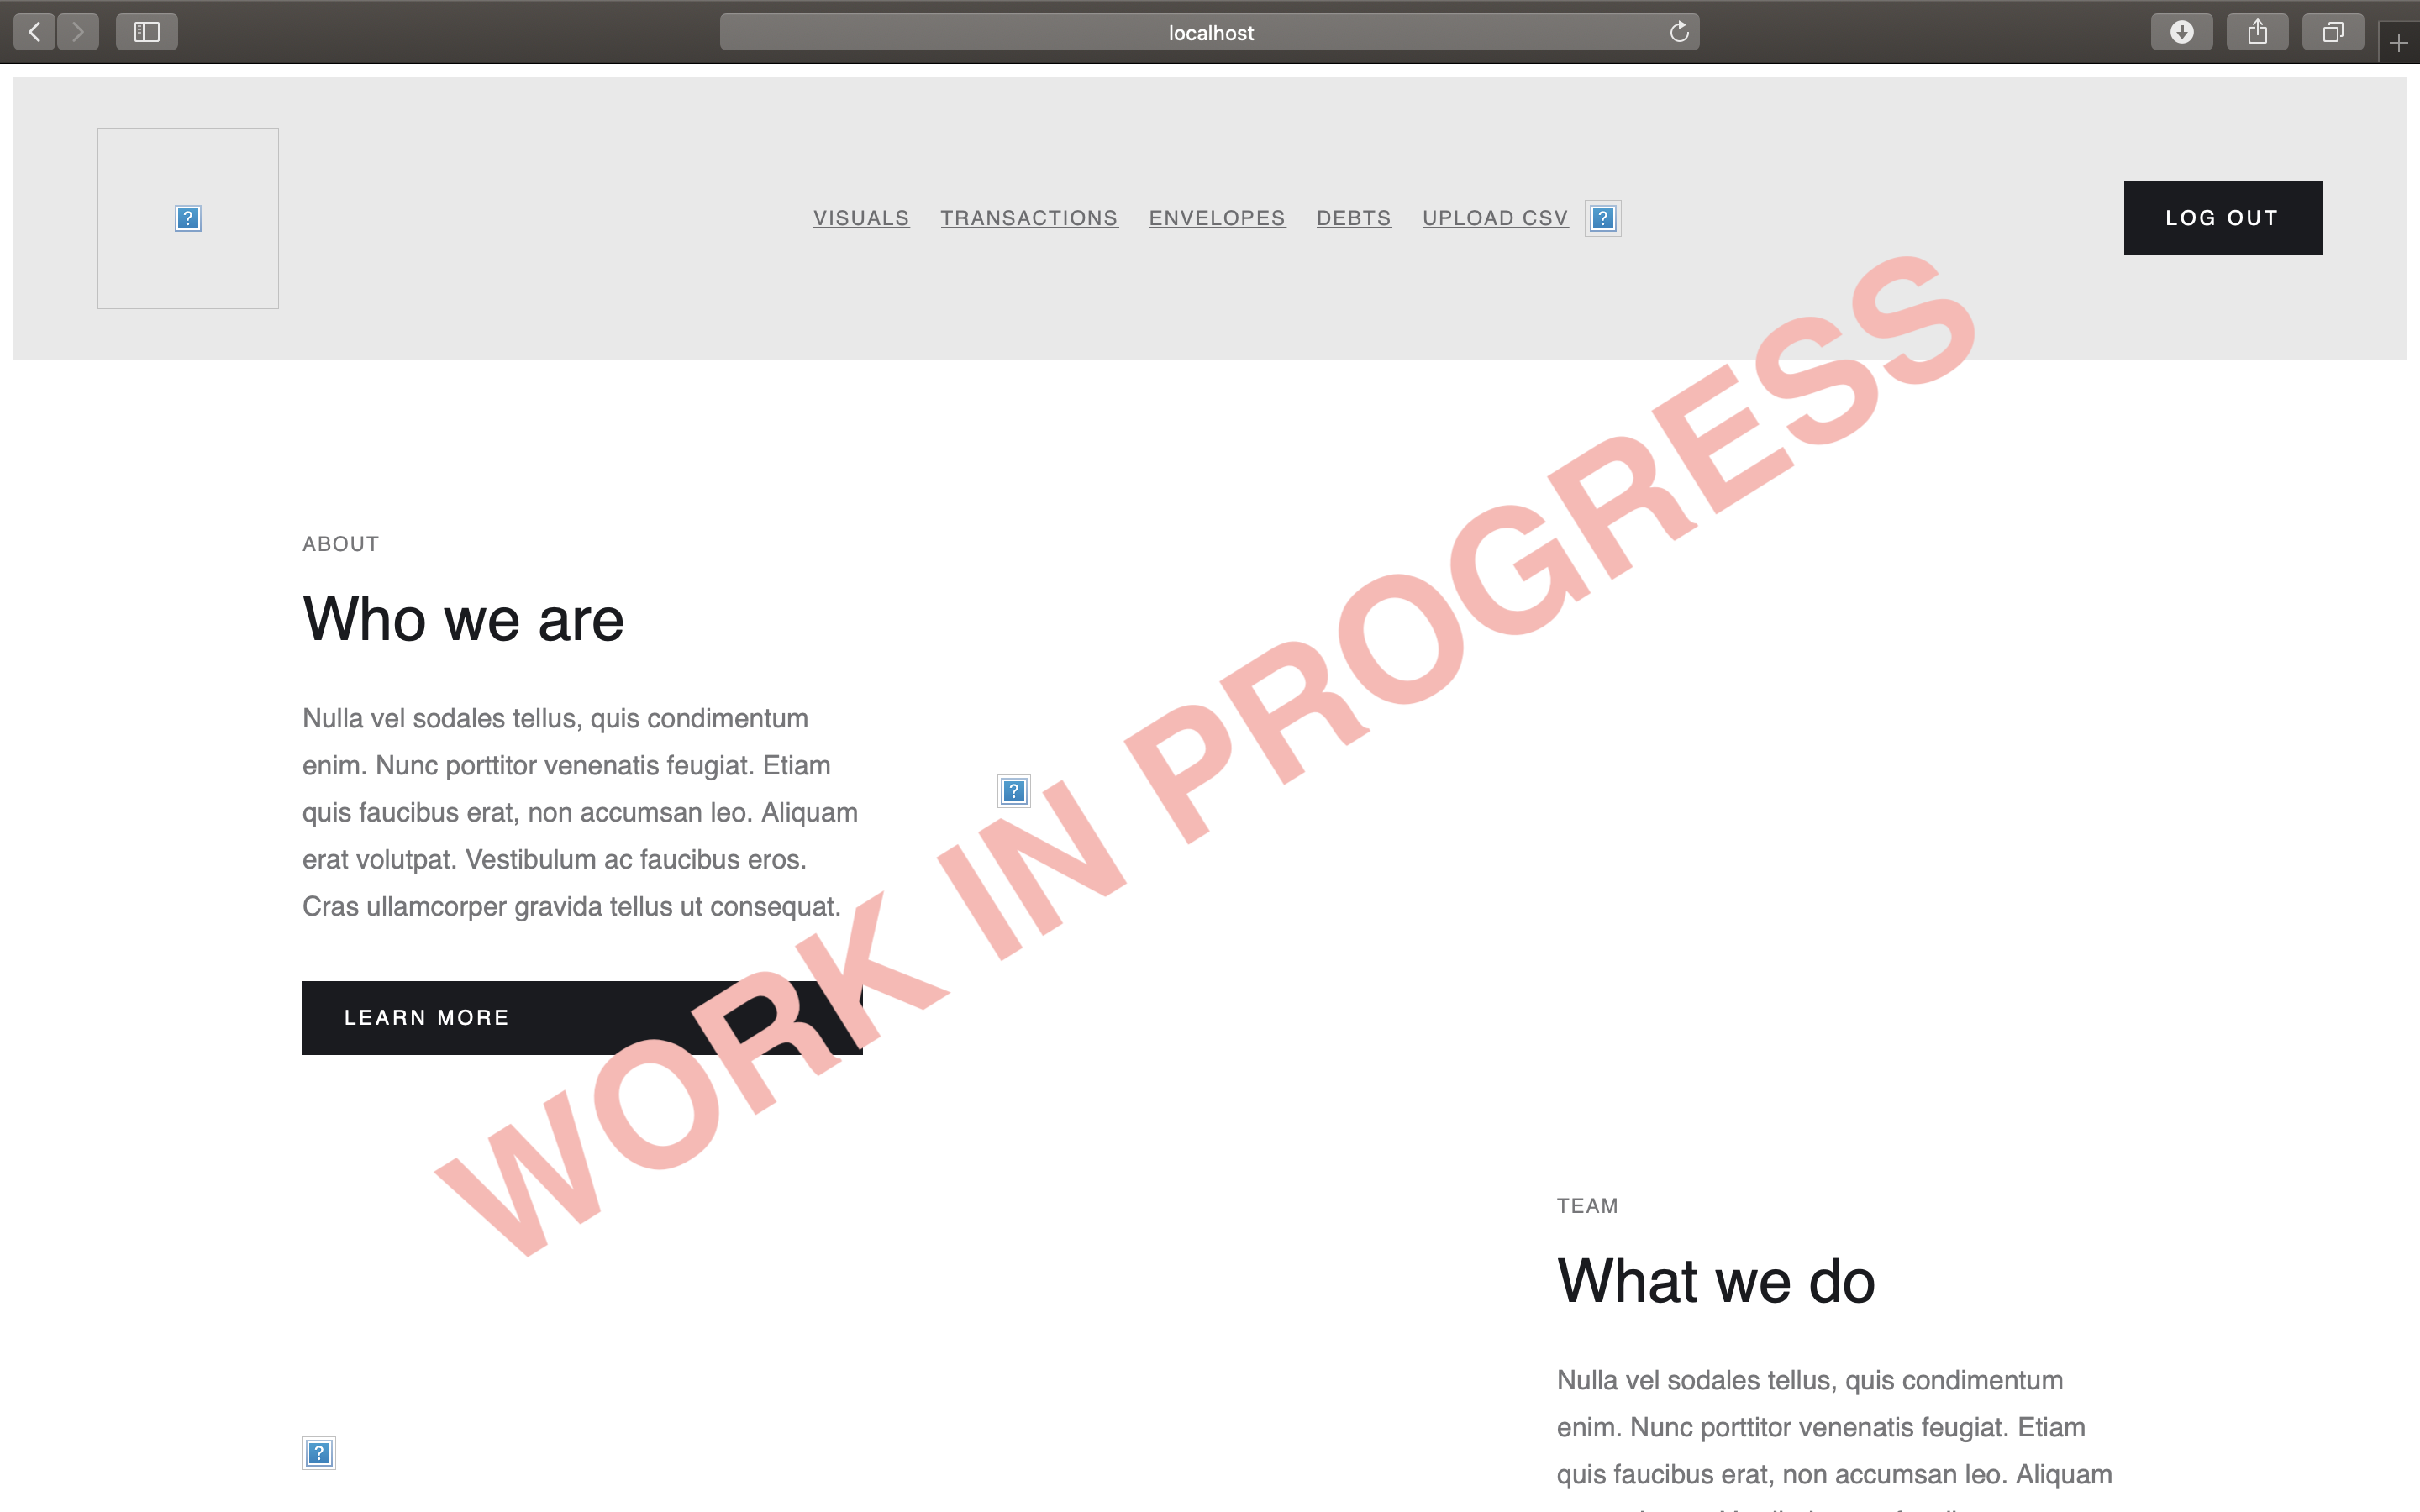 localhost
VISUALS TRANSACTIONS ENVELOPES DEBTS UPLOAD CSV
LOG OUT
ABOUT
Who we are
Nulla vel sodales tellus, quis condimentum
enim. Nunc porttitor venenatis feugiat. Etiam
quis faucibus erat, non accumsan leo. Aliquam
erat volutpat. Vestibulum ac faucibus eros.
Cras ullamcorper gravida tellus ut consequat.
LEARN MORE
WORK IN PROGRESS
TEAM
What we do
Nulla vel sodales tellus, quis condimentum
enim. Nunc porttitor venenatis feugiat. Etiam
quis faucibus erat, non accumsan leo. Aliquam